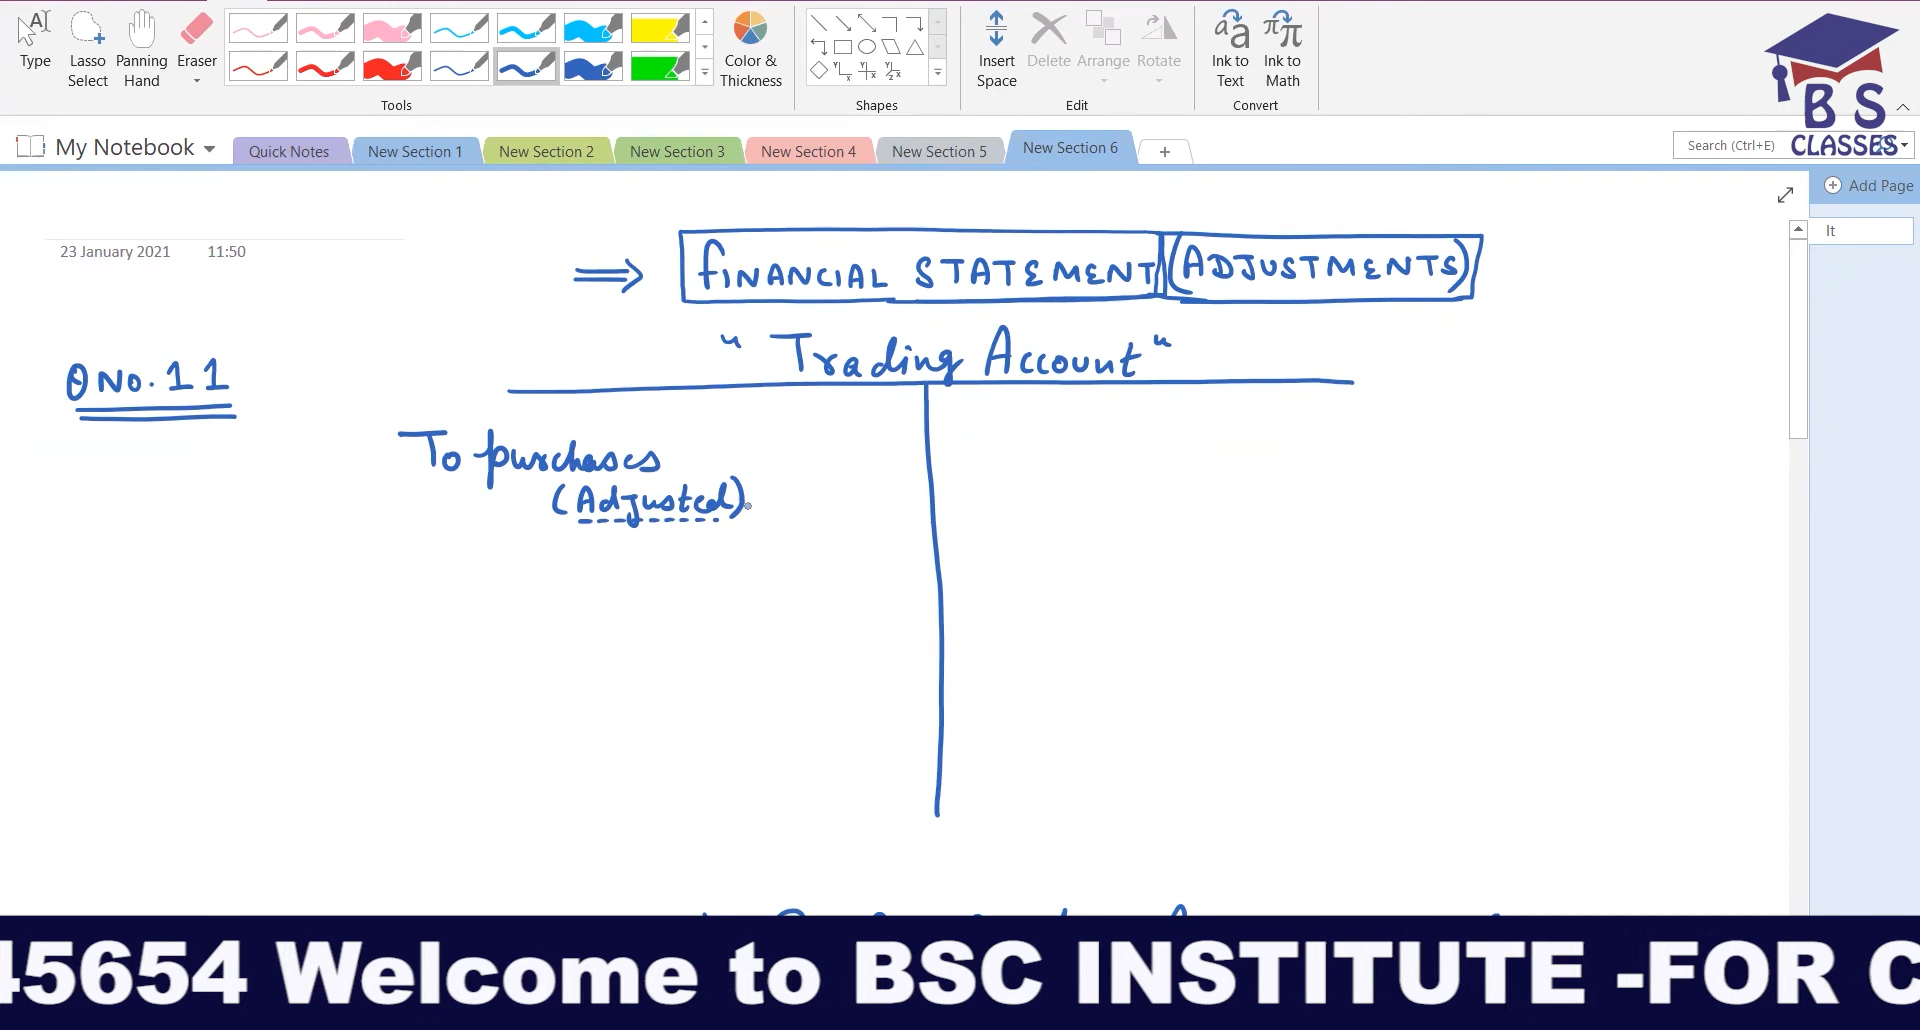 Type
Lasso Select
Panning Hand
Eraser
Color & Thickness
Insert Space
Delete
Arrange
Rotate
Ink to Text
Ink to Math
Tools
Shapes
Edit
Convert
BS
CLASSES
My Notebook
Quick Notes
New Section 1
New Section 2
New Section 3
New Section 4
New Section 5
New Section 6
Search (Ctrl+E)
Add Page
It
23 January 2021 11:50
⇒ FINANCIAL STATEMENT (ADJUSTMENTS)
" Trading Account "
Q No. 11
To purchases
(Adjusted)
45654 Welcome to BSC INSTITUTE -FOR C